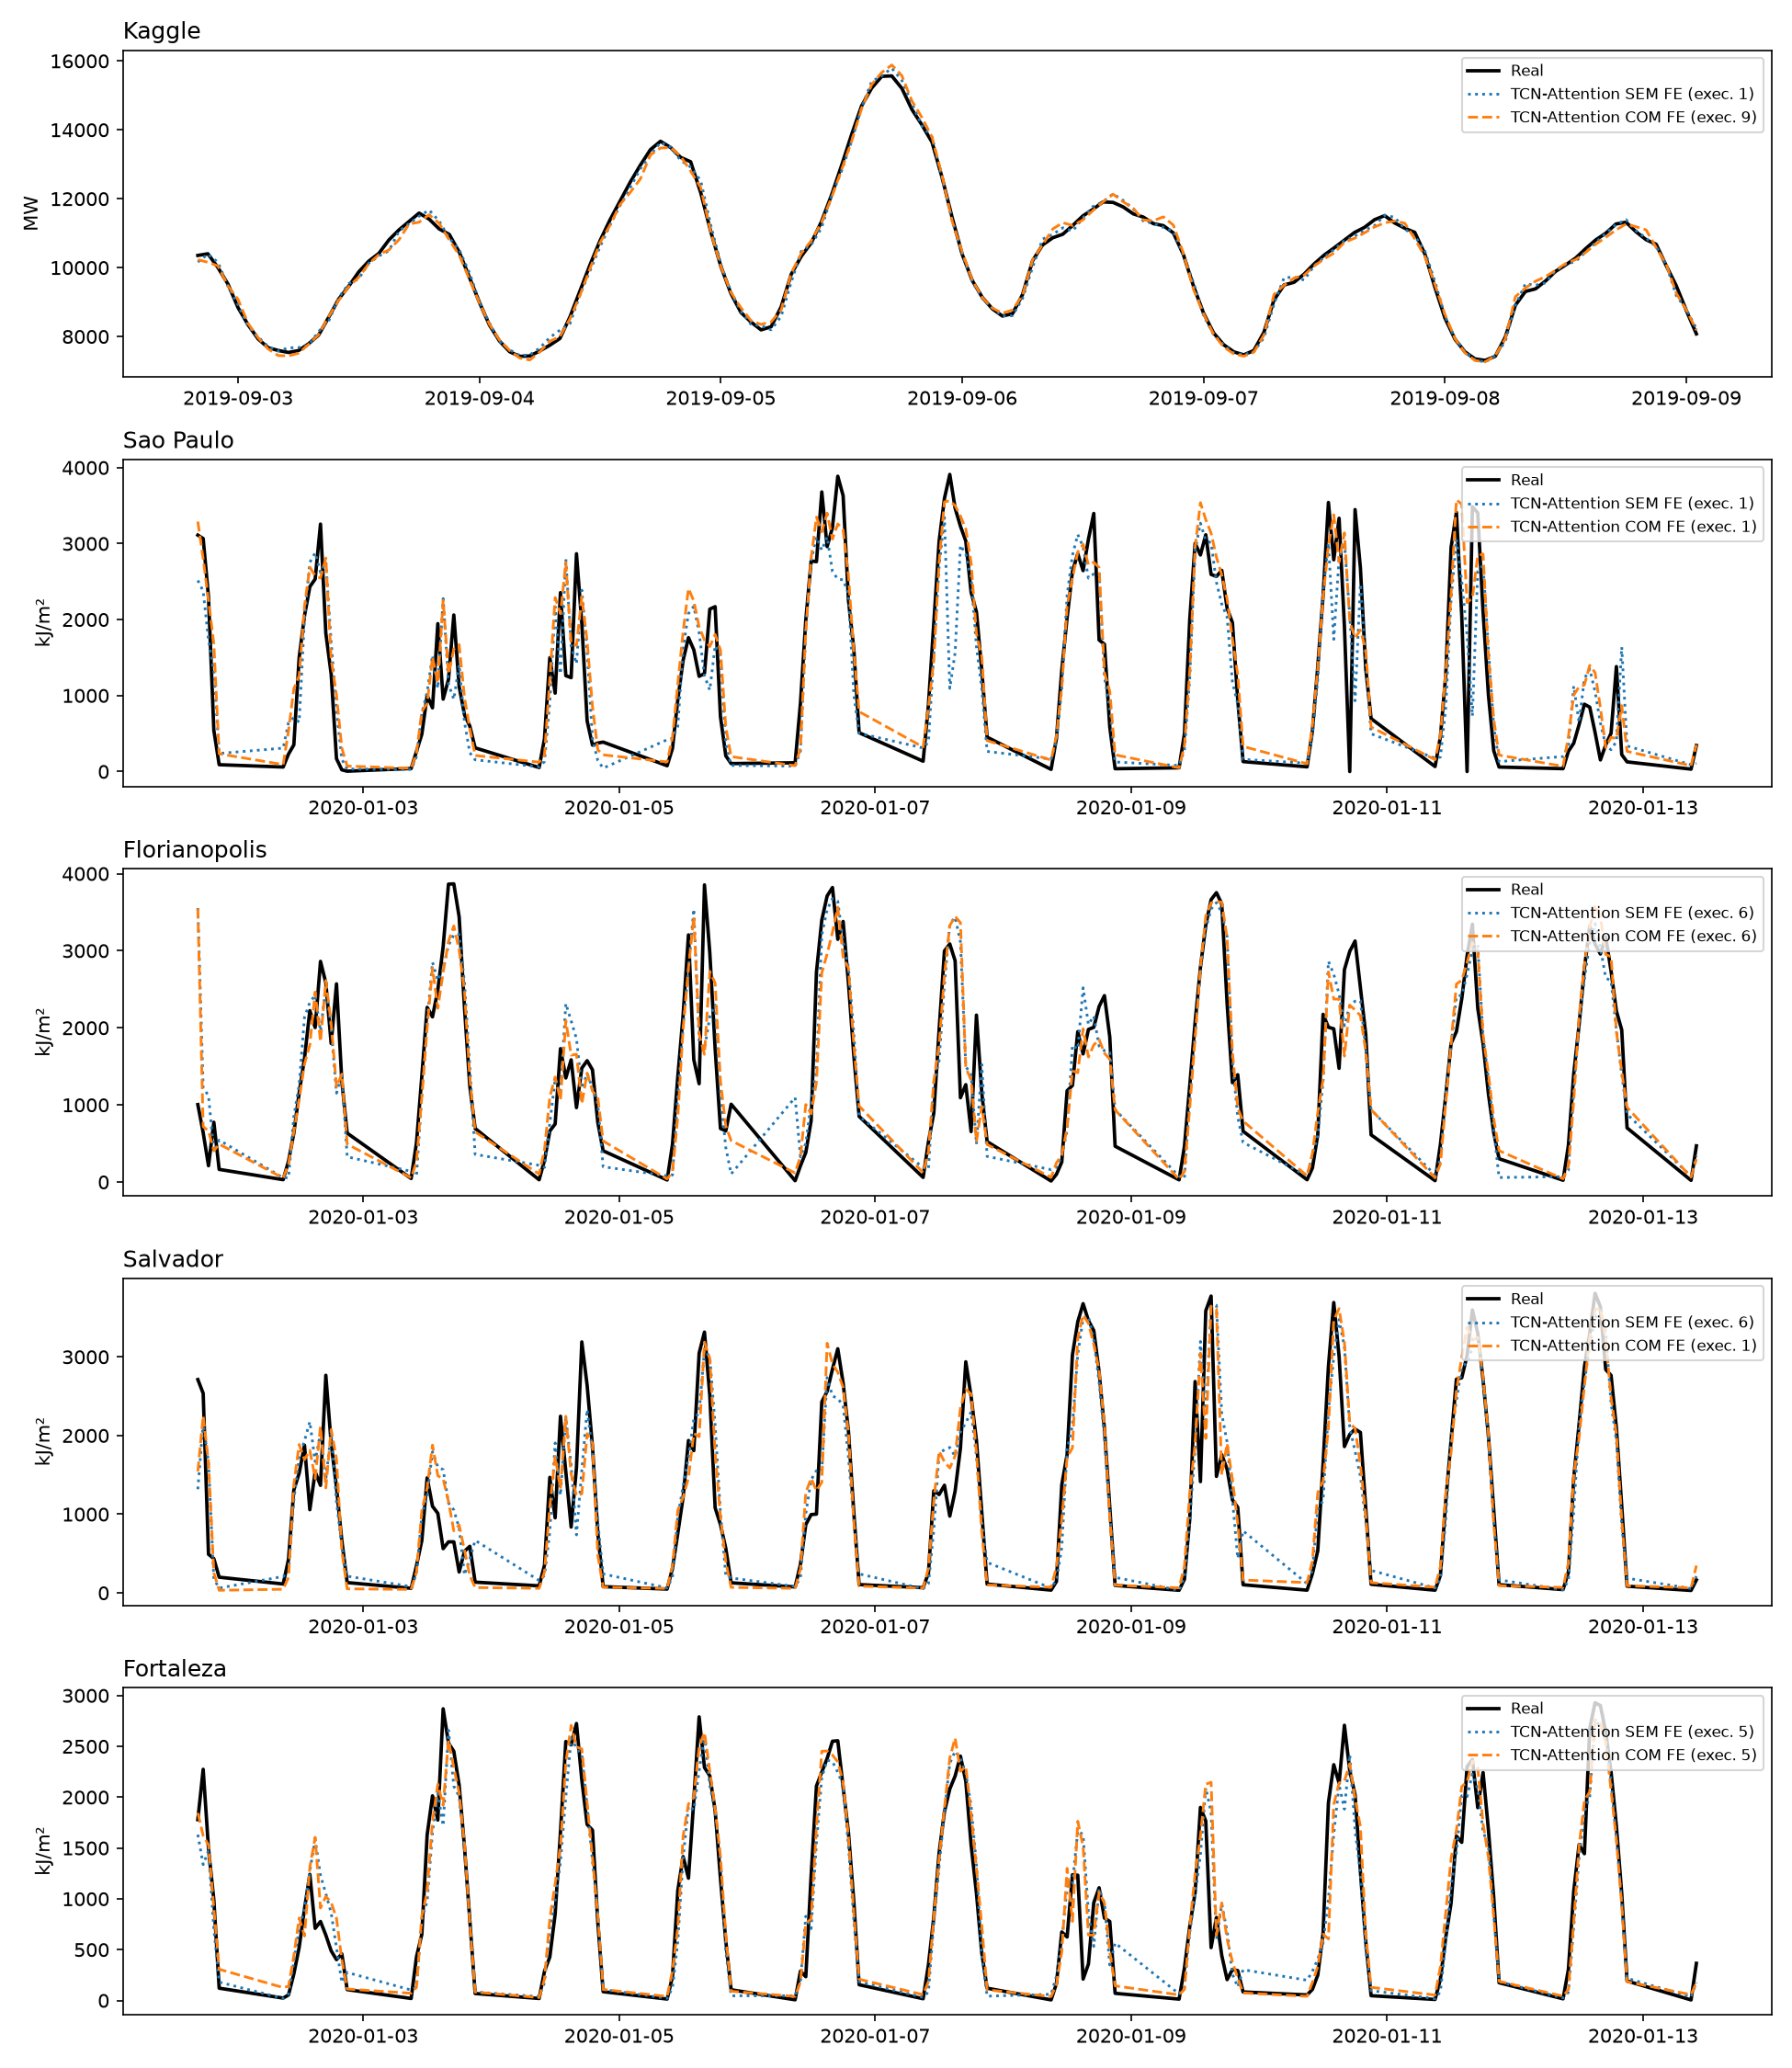 Kaggle
16000
14000
12000
10000
8000
MW
Real
TCN-Attention SEM FE (exec. 1)
TCN-Attention COM FE (exec. 9)
2019-09-03 2019-09-04 2019-09-05 2019-09-06 2019-09-07 2019-09-08 2019-09-09
Sao Paulo
4000
3000
2000
1000
0
kJ/m²
Real
TCN-Attention SEM FE (exec. 1)
TCN-Attention COM FE (exec. 1)
2020-01-03 2020-01-05 2020-01-07 2020-01-09 2020-01-11 2020-01-13
Florianopolis
4000
3000
2000
1000
0
kJ/m²
Real
TCN-Attention SEM FE (exec. 6)
TCN-Attention COM FE (exec. 6)
2020-01-03 2020-01-05 2020-01-07 2020-01-09 2020-01-11 2020-01-13
Salvador
3000
2000
1000
0
kJ/m²
Real
TCN-Attention SEM FE (exec. 6)
TCN-Attention COM FE (exec. 1)
2020-01-03 2020-01-05 2020-01-07 2020-01-09 2020-01-11 2020-01-13
Fortaleza
3000
2500
2000
1500
1000
500
0
kJ/m²
Real
TCN-Attention SEM FE (exec. 5)
TCN-Attention COM FE (exec. 5)
2020-01-03 2020-01-05 2020-01-07 2020-01-09 2020-01-11 2020-01-13